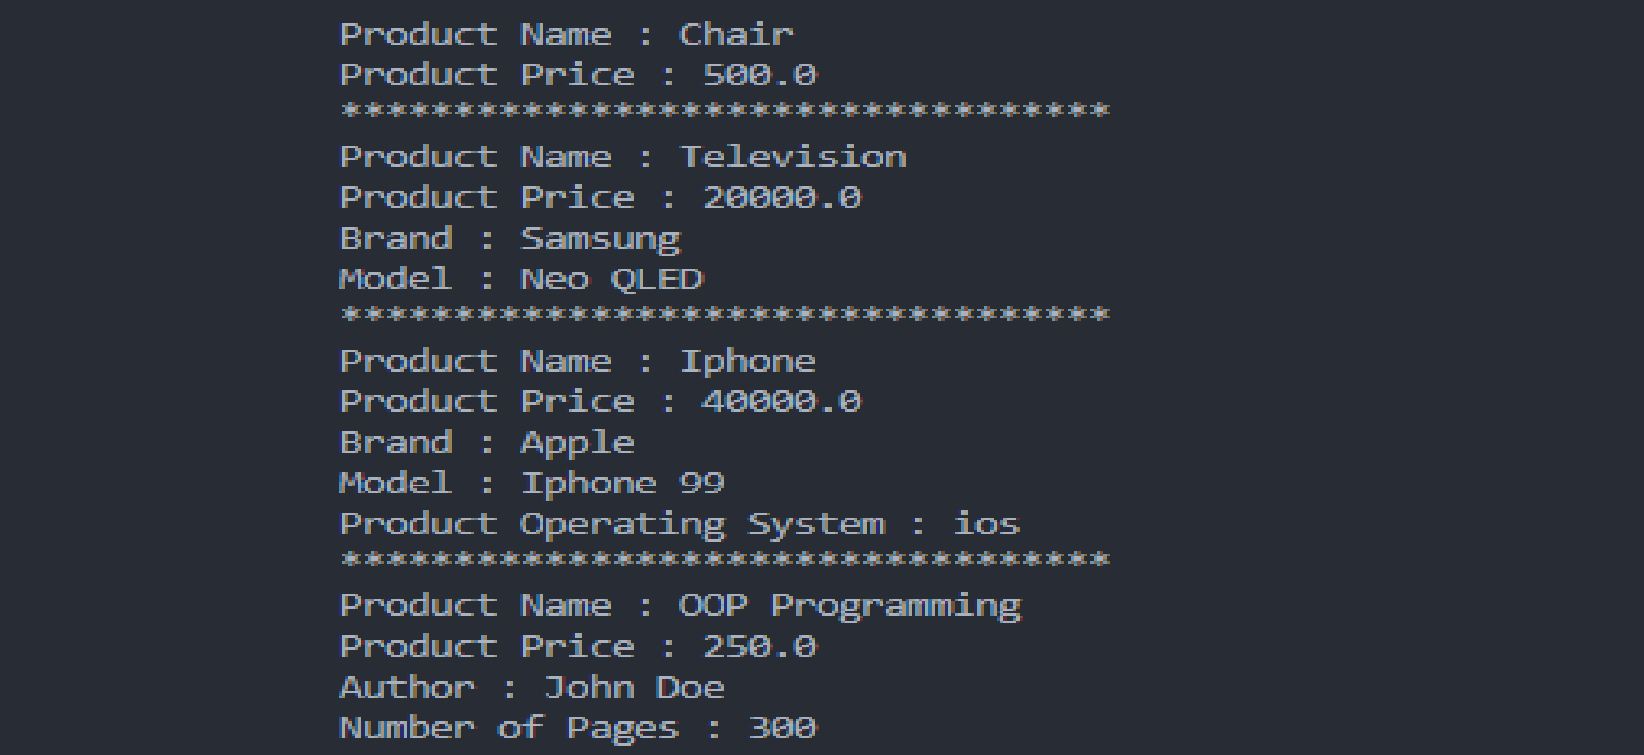 Product Name : Chair
Product Price : 500.0
**********************************
Product Name : Television
Product Price : 20000.0
Brand : Samsung
Model : Neo QLED
**********************************
Product Name : Iphone
Product Price : 40000.0
Brand : Apple
Model : Iphone 99
Product Operating System : ios
**********************************
Product Name : OOP Programming
Product Price : 250.0
Author : John Doe
Number of Pages : 300